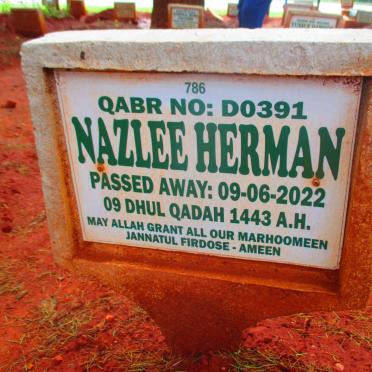 786
QABR NO: D0391
NAZLEE HERMAN
PASSED AWAY: 09-06-2022
09 DHUL QADAH 1443 A.H.
MAY ALLAH GRANT ALL OUR MARHOOMEEN
JANNATUL FIRDOSE - AMEEN